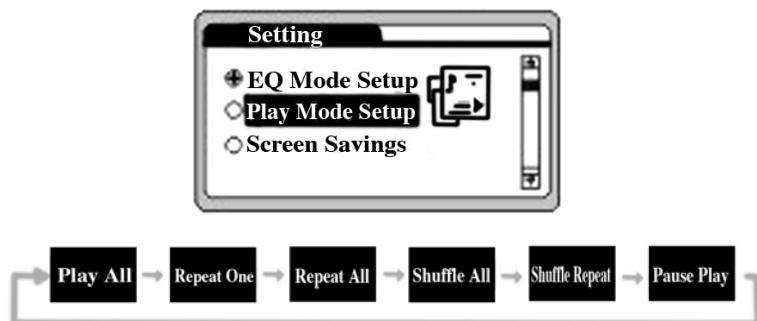 Setting
EQ Mode Setup
Play Mode Setup
Screen Savings
Play All
Repeat One
Repeat All
Shuffle All
Shuffle Repeat
Pause Play